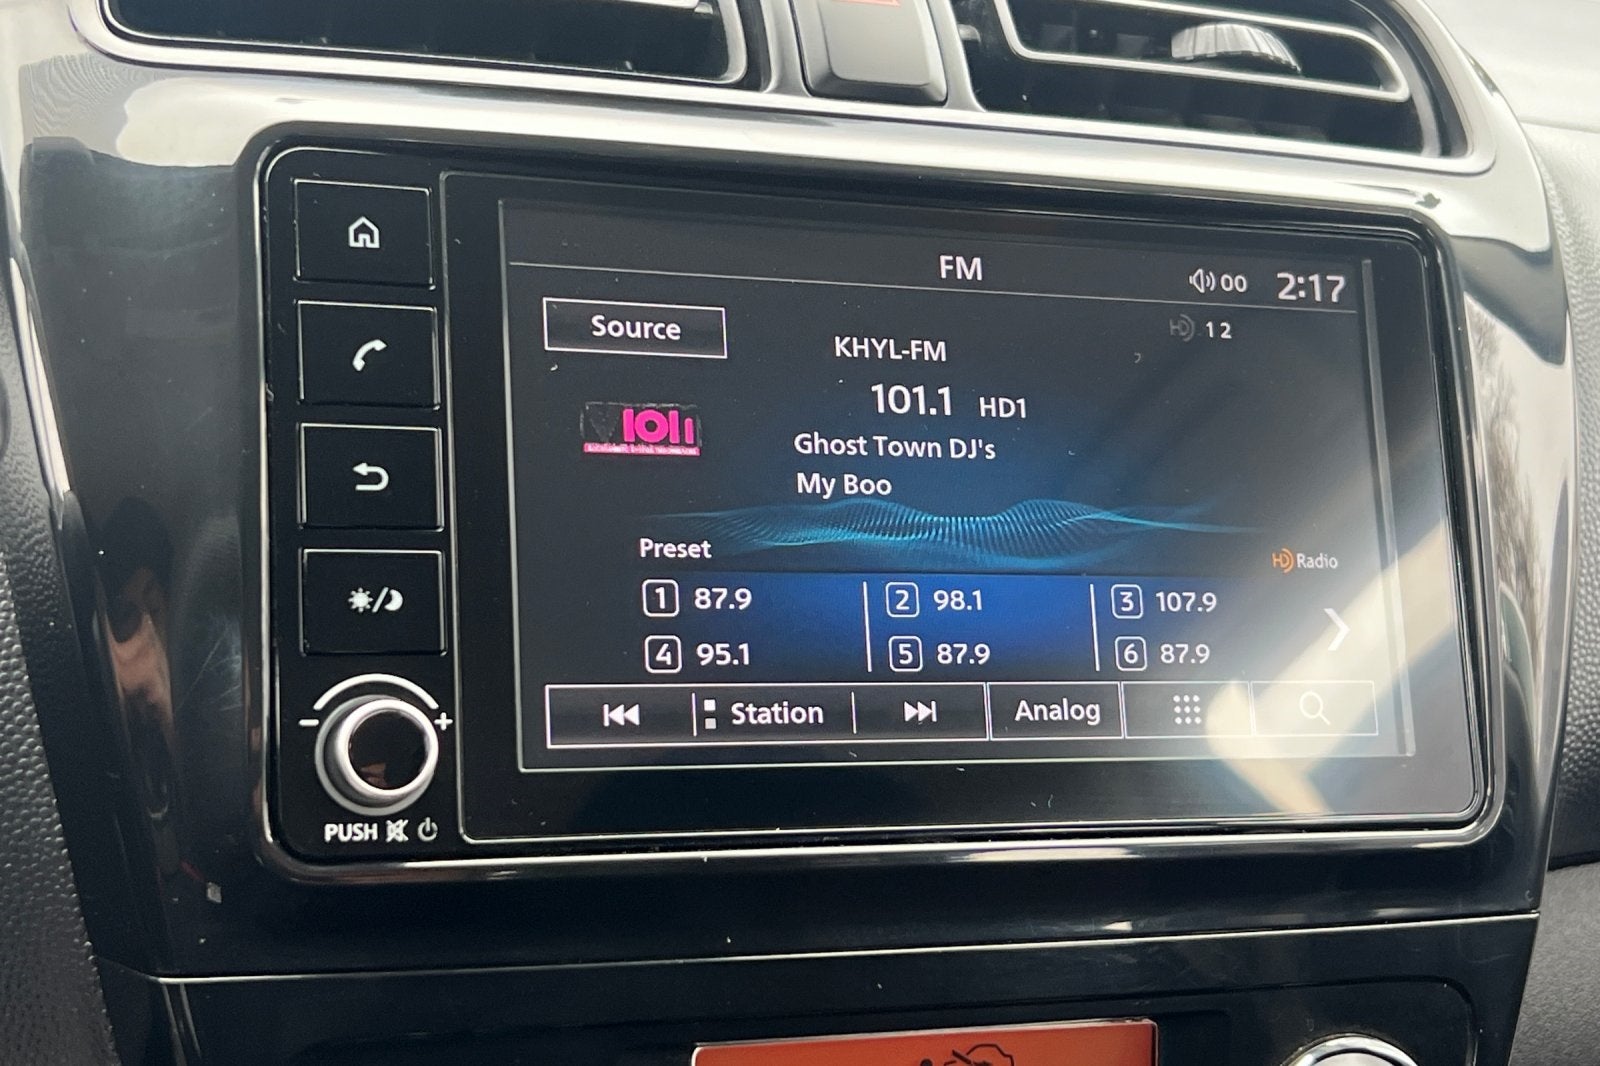 FM
00 2:17
Source
HD 1 2
KHYL-FM
101.1 HD1
1011
Ghost Town DJ's
My Boo
Preset
HD Radio
1 87.9 2 98.1 3 107.9
4 95.1 5 87.9 6 87.9
Station Analog
- +
PUSH